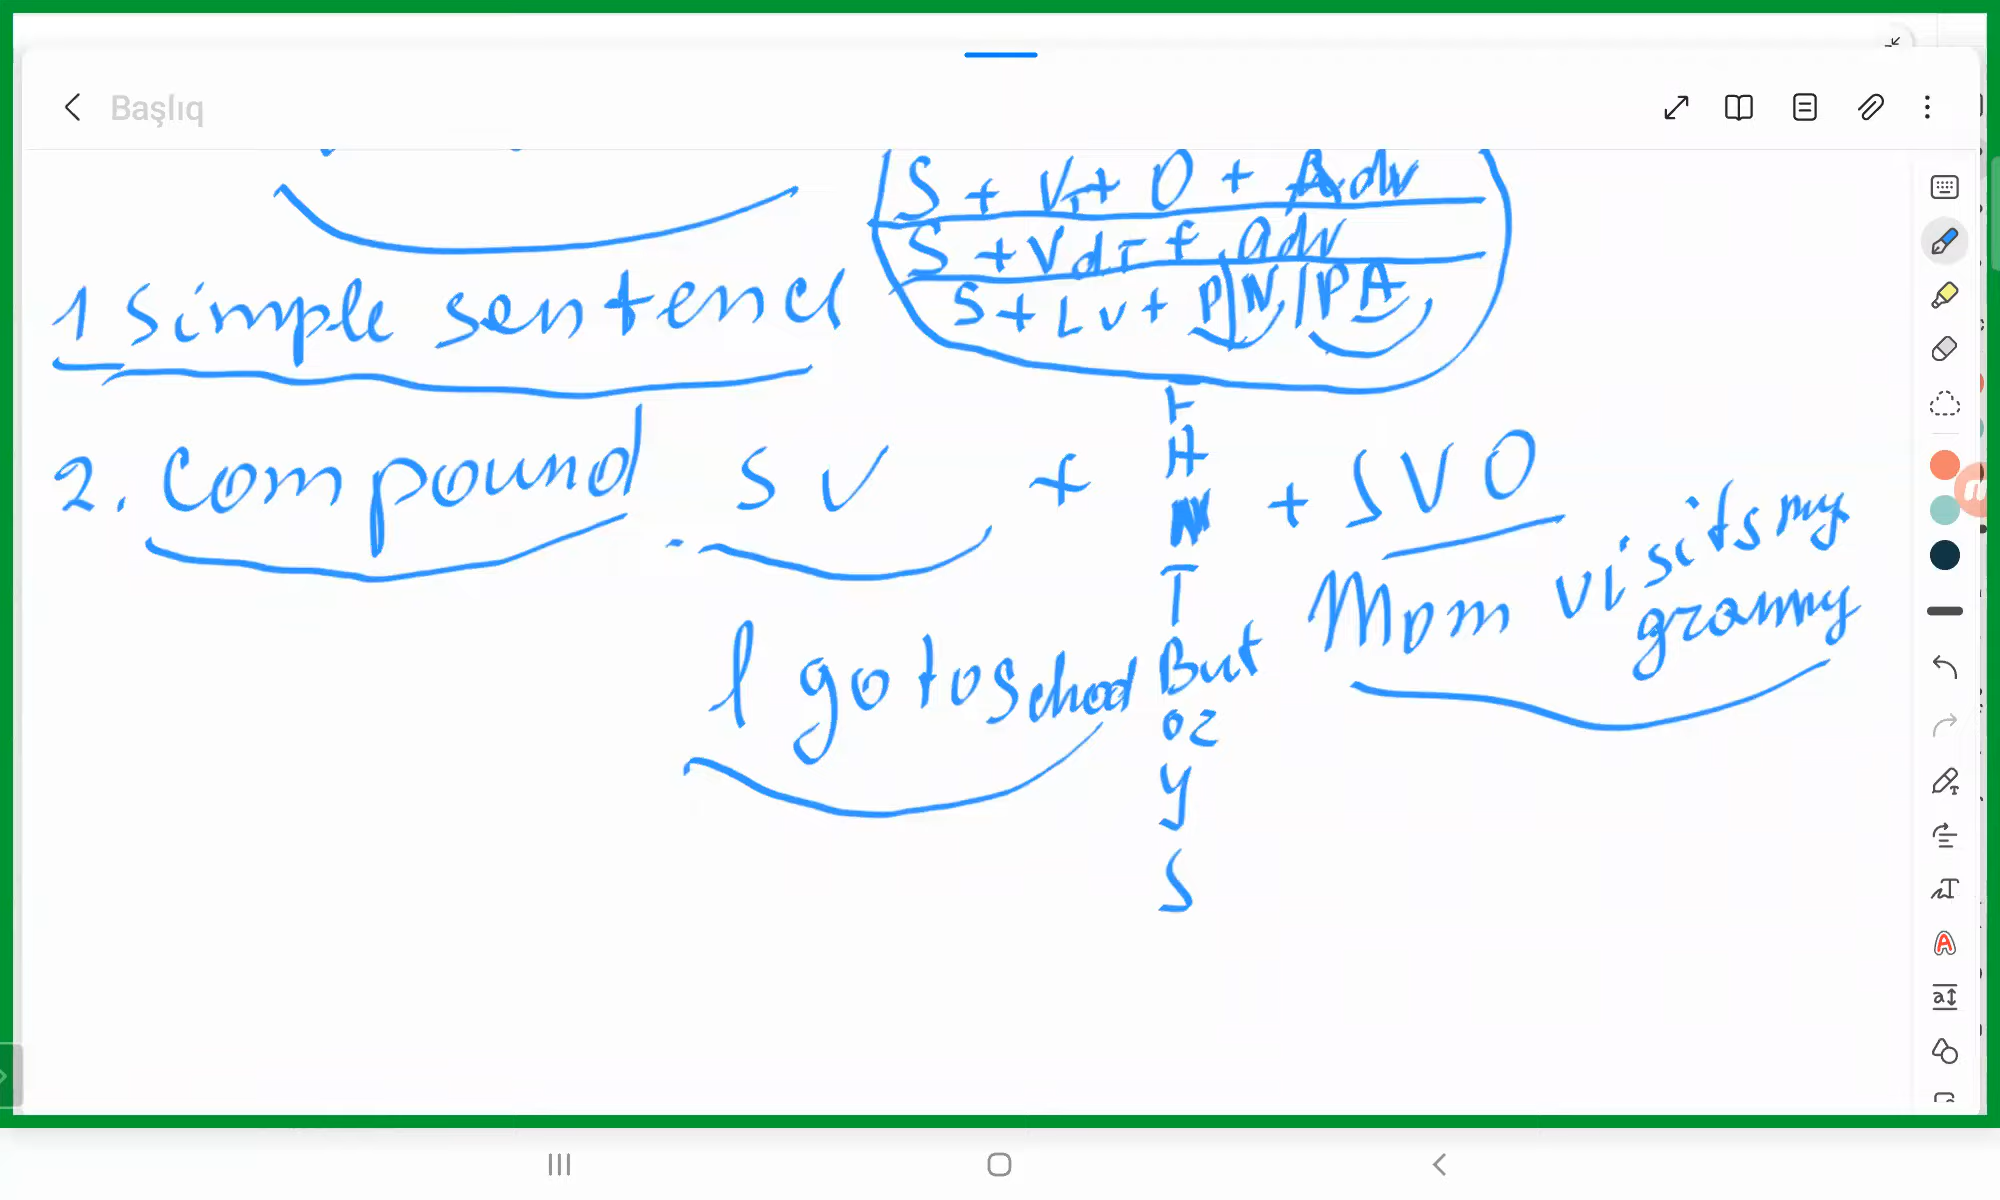 Başlıq
S + VT + O + Adv
S + VdT + adv
S + Lv + PN/PA
1 simple sentence
2. Compound SV + + SVO
F
A
N
T
But
or
Y
S
I go to school
Mom visits my
granny